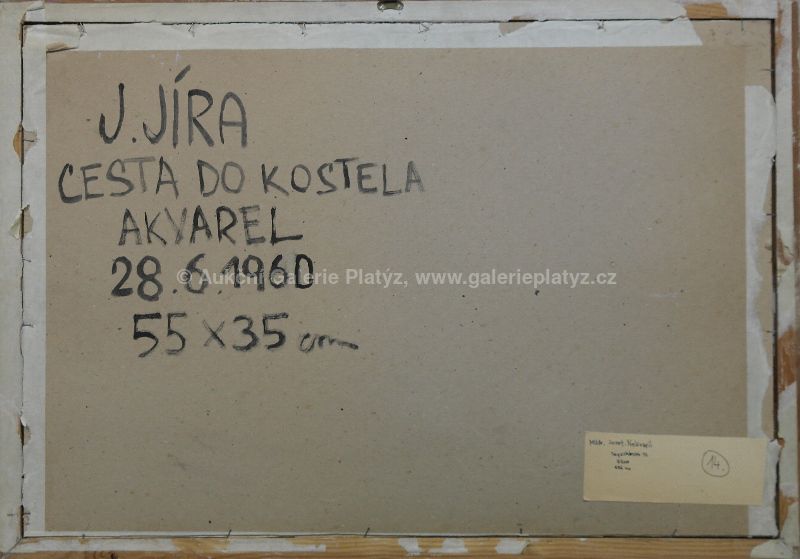 J. JÍRA
CESTA DO KOSTELA
AKVAREL
28.6.1960
55 x 35 cm
© Aukční Galerie Platýz, www.galerieplatyz.cz
14.